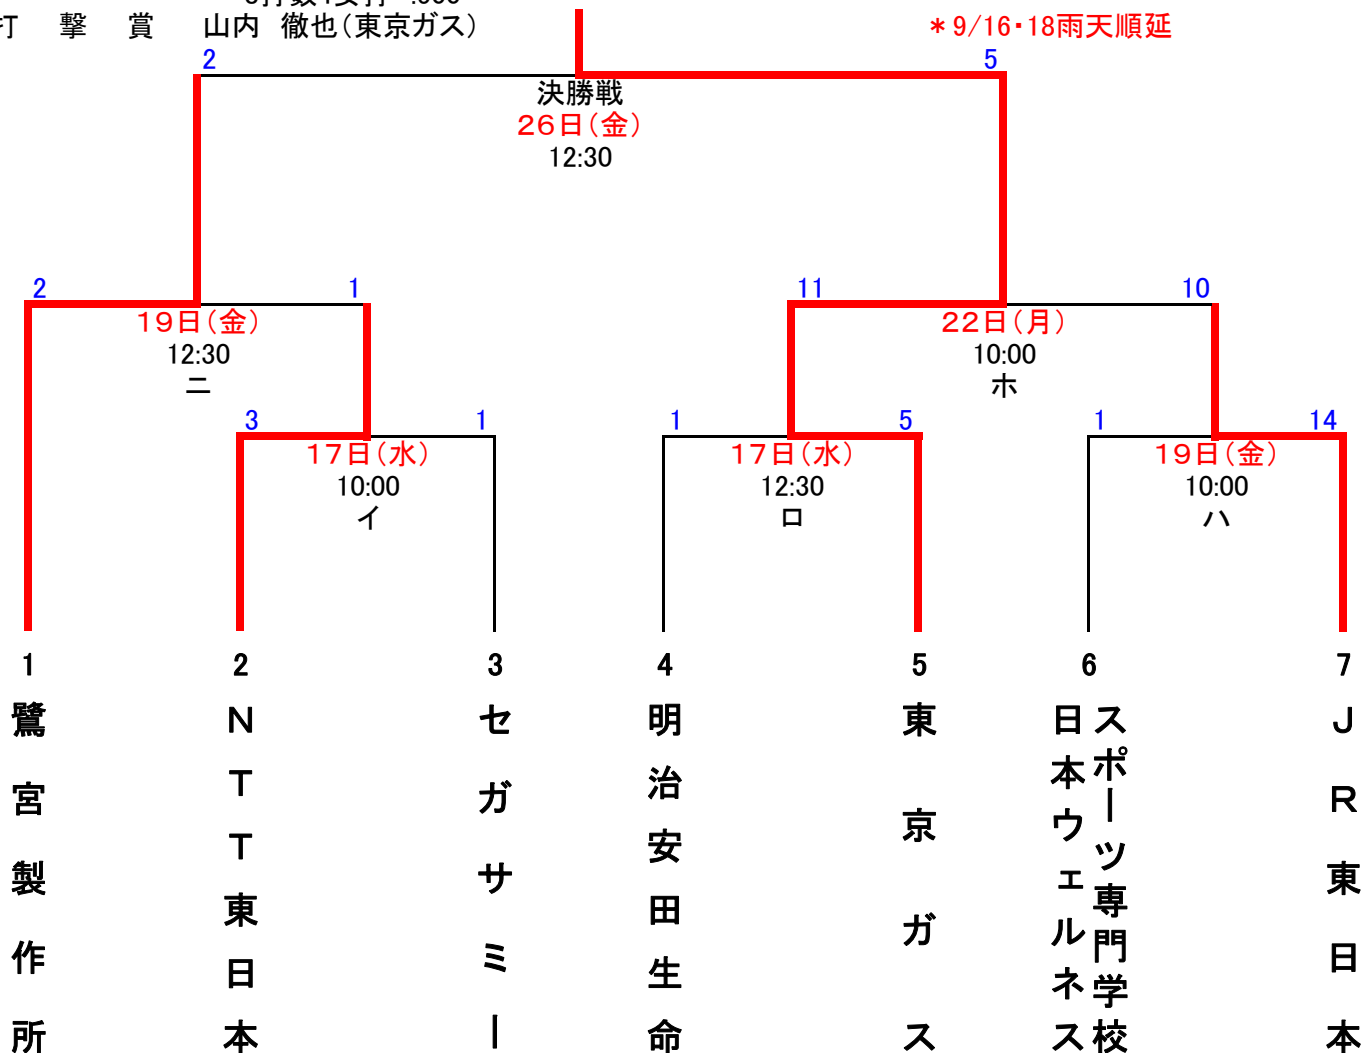 打 撃 賞 山内 徹也(東京ガス)
*9/16・18雨天順延
2
5
決勝戦
26日(金)
12:30
2
1
11
10
19日(金)
12:30
ニ
22日(月)
10:00
ホ
3
1
1
5
1
14
17日(水)
10:00
イ
17日(水)
12:30
ロ
19日(金)
10:00
ハ
1
2
3
4
5
6
7
鷺宮製作所
NTT東日本
セガサミー
明治安田生命
東京ガス
日本ウェルネス
スポーツ専門学校
JR東日本